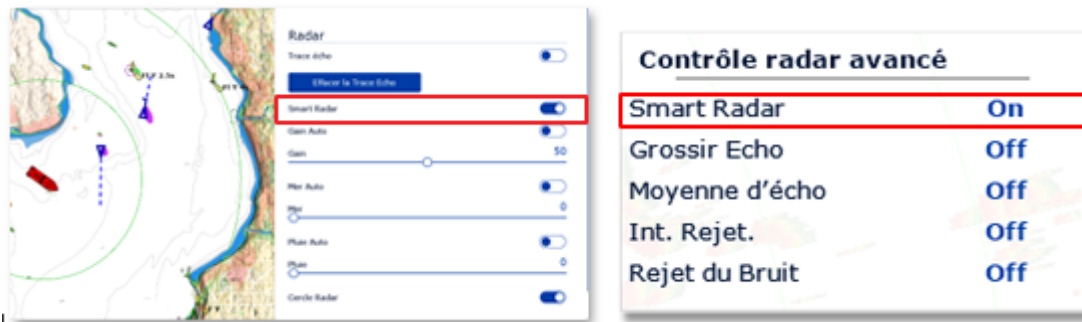 Radar
Trace écho
Effacer la Trace Echo
Smart Radar
Gain Auto
Gain 50
Mer Auto
Mer 0
Pluie Auto
Pluie 0
Cercle Radar
Contrôle radar avancé
Smart Radar On
Grossir Echo Off
Moyenne d'écho Off
Int. Rejet. Off
Rejet du Bruit Off